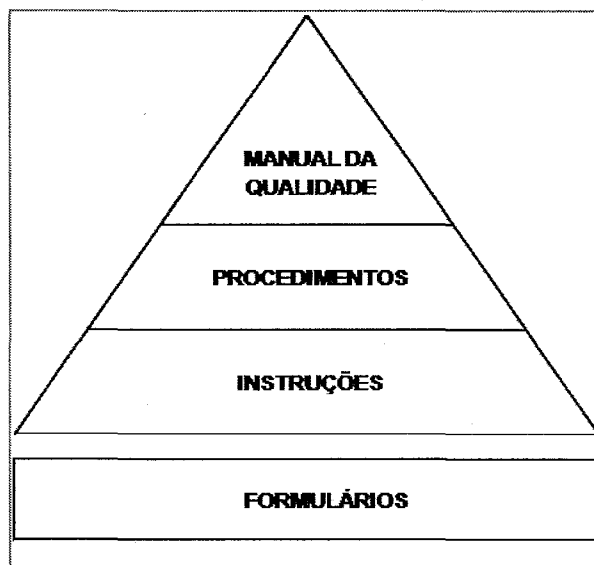 MANUAL DA
QUALIDADE
PROCEDIMENTOS
INSTRUÇÕES
FORMULÁRIOS